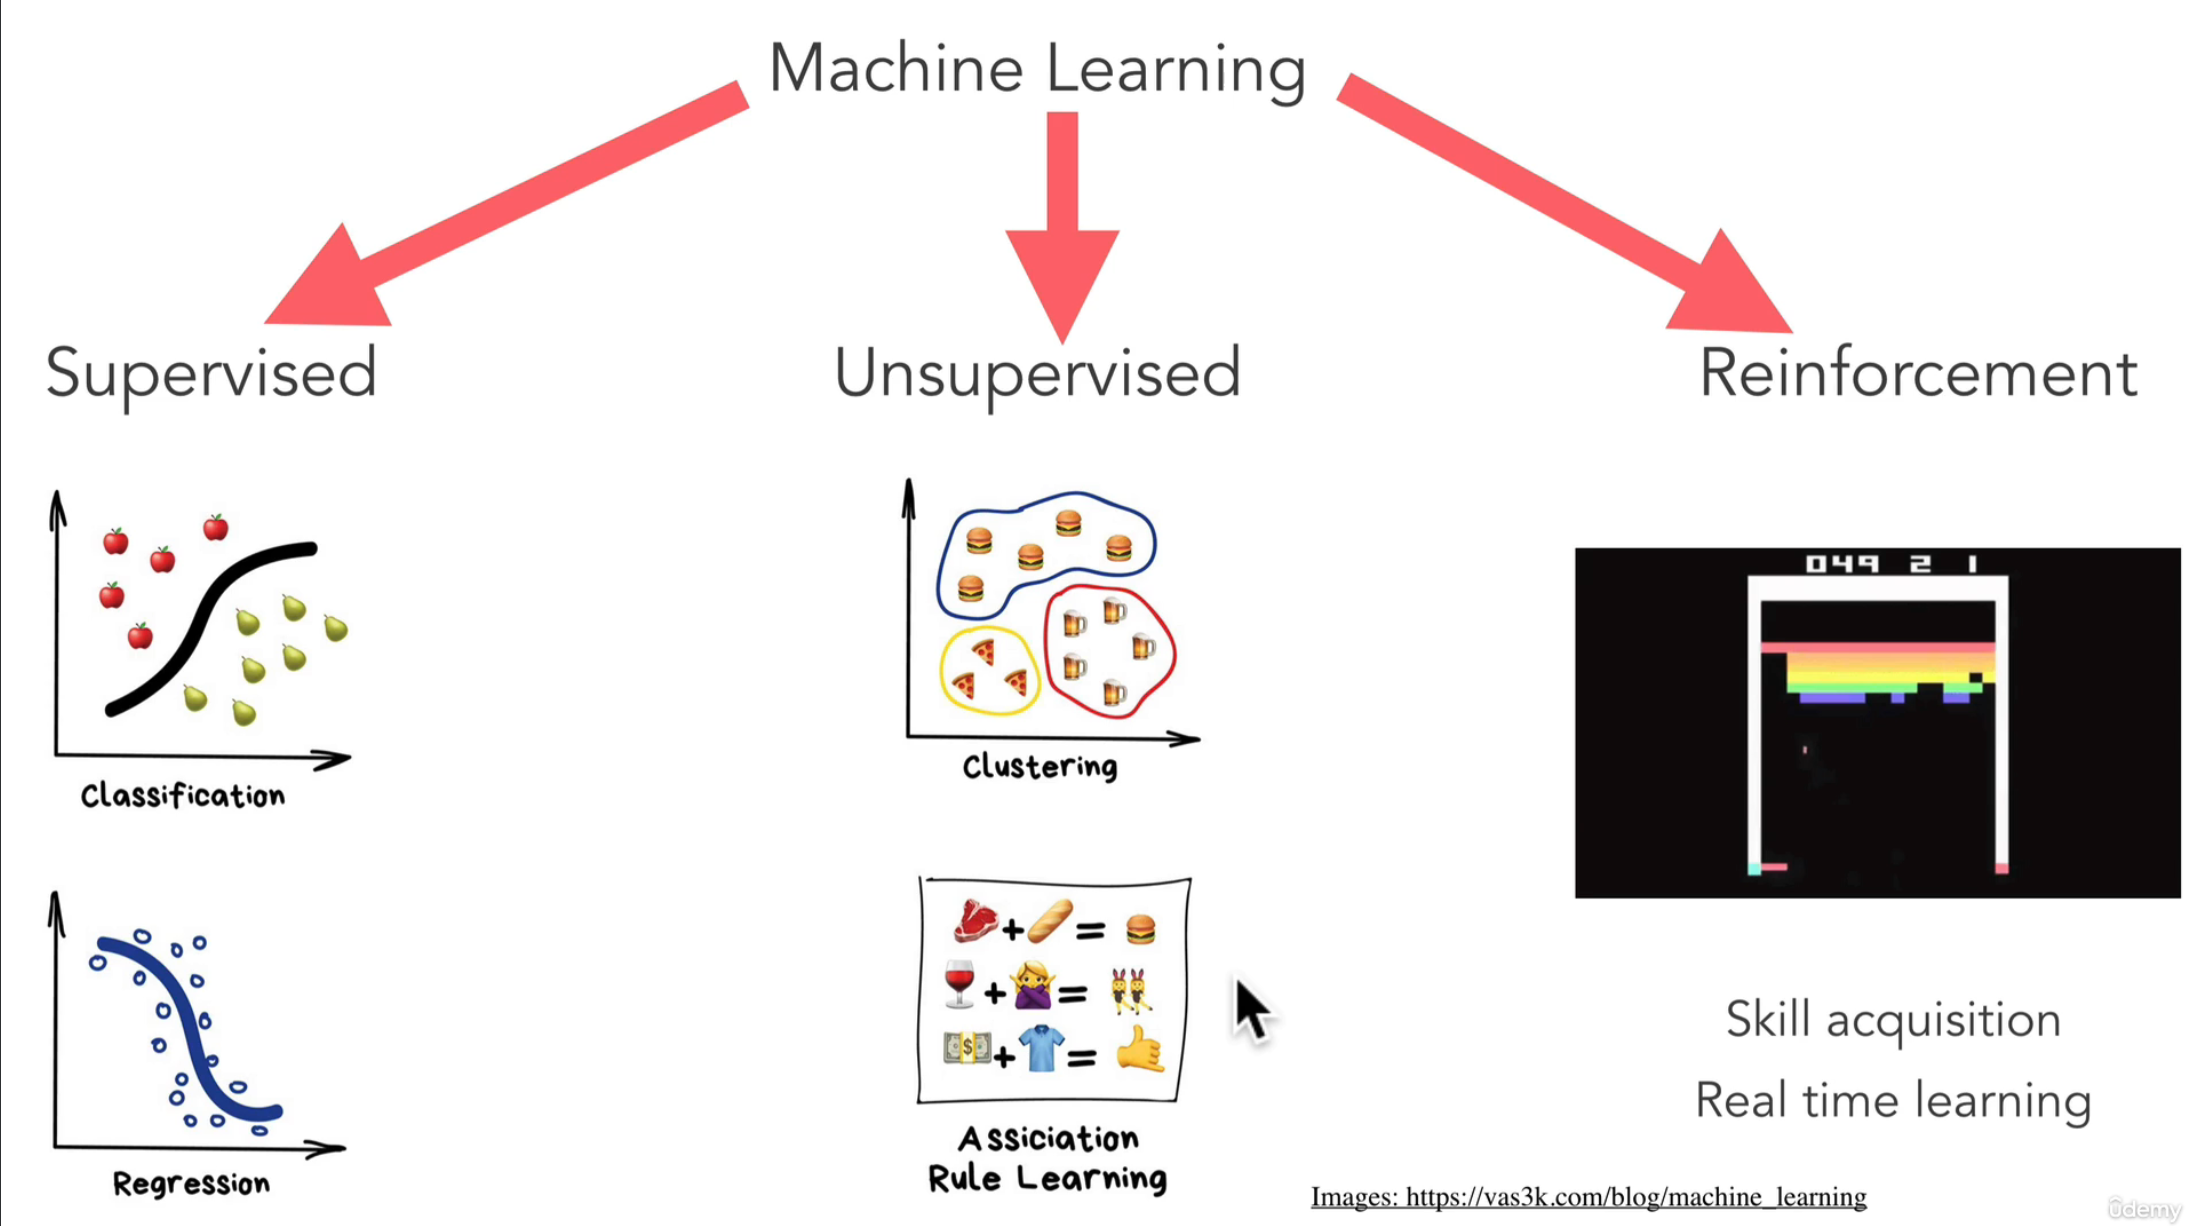 Machine Learning
Supervised
Unsupervised
Reinforcement
Classification
Regression
Clustering
Assiciation
Rule Learning
049 2 1
Skill acquisition
Real time learning
Images: https://vas3k.com/blog/machine_learning
ûdemy